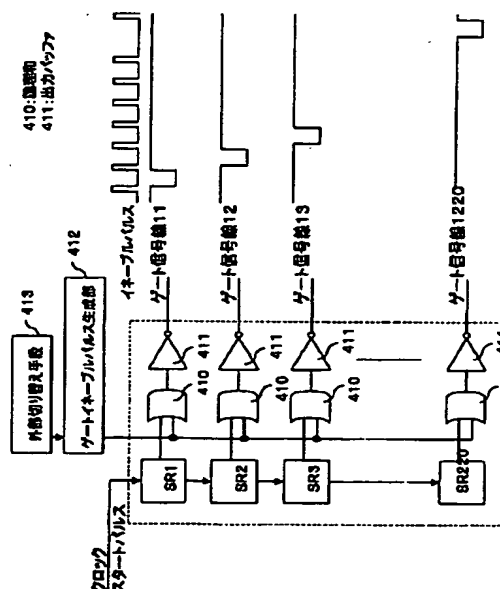 410:論理和
411:出力バッファ
413
外部切り替え手段
412
ゲートイネーブルパルス生成部
イネーブルパルス
クロック
スタートパルス
SR1
410
411
ゲート信号線11
SR2
410
411
ゲート信号線12
SR3
410
411
ゲート信号線13
SR220
ゲート信号線1220